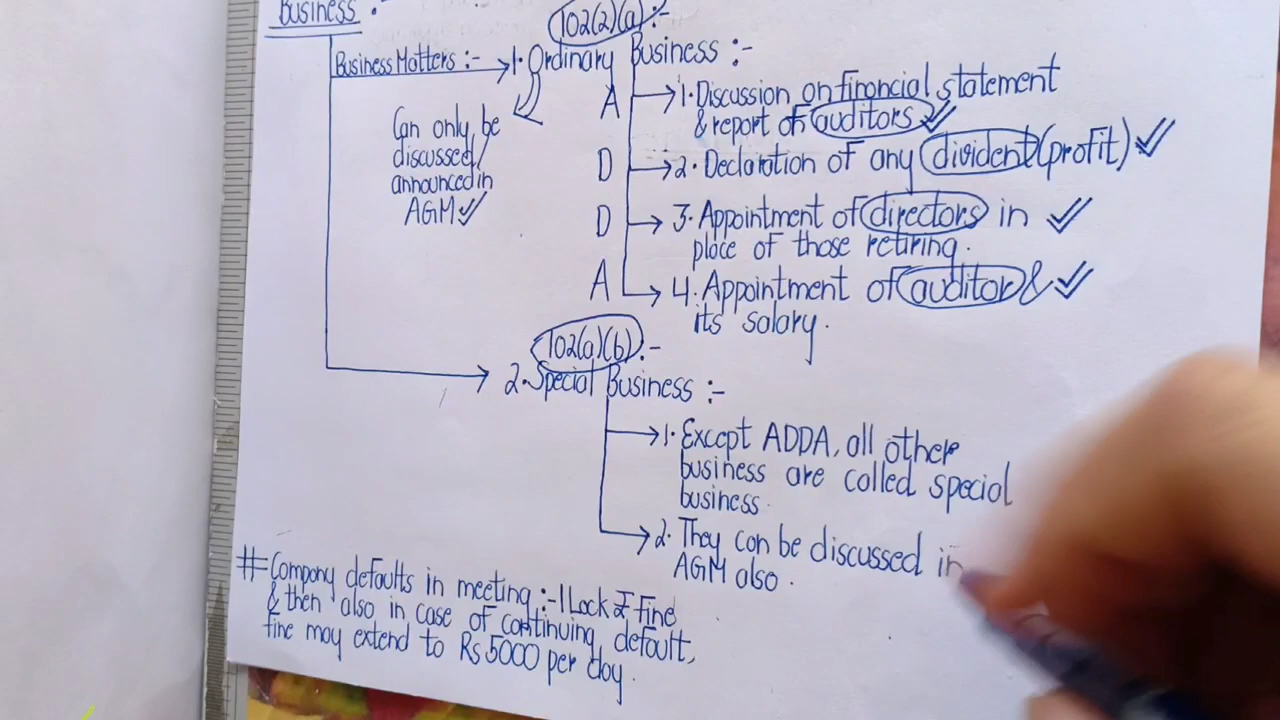 Business :-
102(2)(a) :-
Business Matters :- → 1. Ordinary Business :-
Can only be
discussed/
announced in
AGM ✓
A → 1. Discussion on financial statement
& report of auditors ✓
D → 2. Declaration of any divident (profit) ✓
D → 3. Appointment of directors in ✓
place of those retiring.
A → 4. Appointment of auditor & ✓
its salary.
102(a)(b) :-
2. Special Business :-
→ 1. Except ADDA, all other
business are called special
business.
→ 2. They can be discussed in
AGM also.
# Company defaults in meeting :- 1 Lack ₹ fine
& then also in case of continuing default,
fine may extend to Rs 5000 per day.